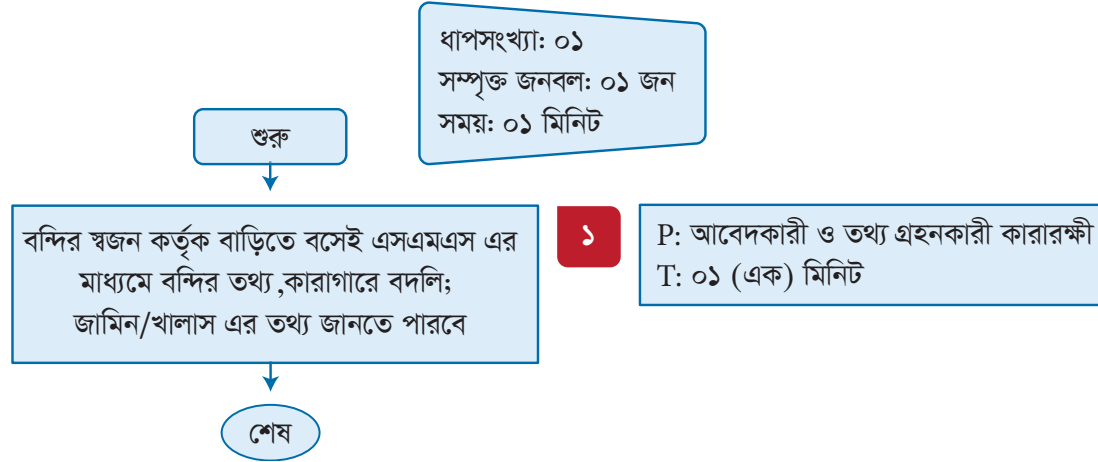 ধাপসংখ্যা: ০১
সম্পৃক্ত জনবল: ০১ জন
সময়: ০১ মিনিট
শুরু
বন্দির স্বজন কর্তৃক বাড়িতে বসেই এসএমএস এর
মাধ্যমে বন্দির তথ্য ,কারাগারে বদলি;
জামিন/খালাস এর তথ্য জানতে পারবে
১
P: আবেদকারী ও তথ্য গ্রহনকারী কারারক্ষী
T: ০১ (এক) মিনিট
শেষ